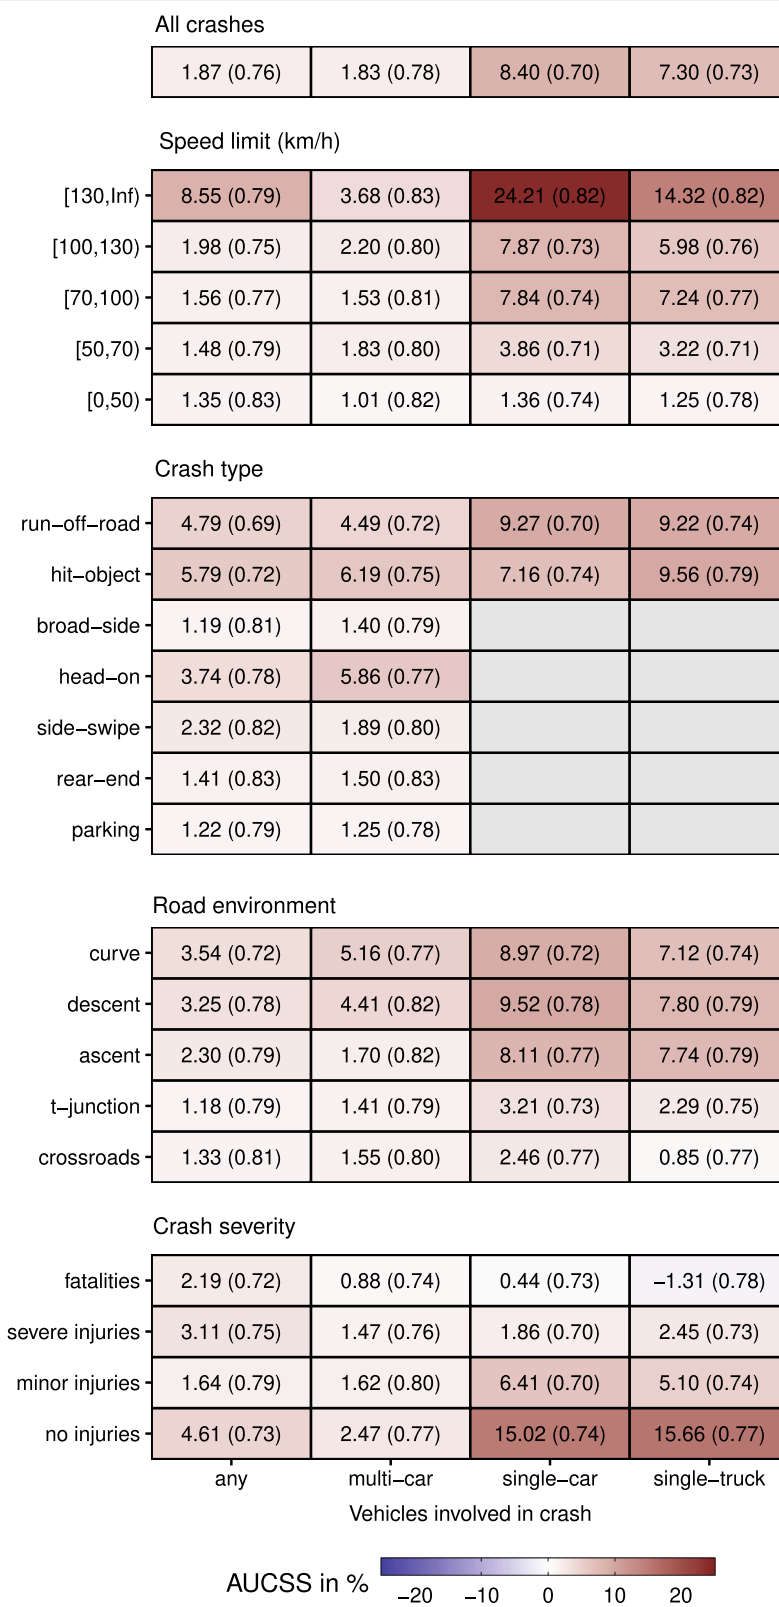 All crashes
1.87 (0.76) 1.83 (0.78) 8.40 (0.70) 7.30 (0.73)
Speed limit (km/h)
[130,Inf) 8.55 (0.79) 3.68 (0.83) 24.21 (0.82) 14.32 (0.82)
[100,130) 1.98 (0.75) 2.20 (0.80) 7.87 (0.73) 5.98 (0.76)
[70,100) 1.56 (0.77) 1.53 (0.81) 7.84 (0.74) 7.24 (0.77)
[50,70) 1.48 (0.79) 1.83 (0.80) 3.86 (0.71) 3.22 (0.71)
[0,50) 1.35 (0.83) 1.01 (0.82) 1.36 (0.74) 1.25 (0.78)
Crash type
run−off−road 4.79 (0.69) 4.49 (0.72) 9.27 (0.70) 9.22 (0.74)
hit−object 5.79 (0.72) 6.19 (0.75) 7.16 (0.74) 9.56 (0.79)
broad−side 1.19 (0.81) 1.40 (0.79)
head−on 3.74 (0.78) 5.86 (0.77)
side−swipe 2.32 (0.82) 1.89 (0.80)
rear−end 1.41 (0.83) 1.50 (0.83)
parking 1.22 (0.79) 1.25 (0.78)
Road environment
curve 3.54 (0.72) 5.16 (0.77) 8.97 (0.72) 7.12 (0.74)
descent 3.25 (0.78) 4.41 (0.82) 9.52 (0.78) 7.80 (0.79)
ascent 2.30 (0.79) 1.70 (0.82) 8.11 (0.77) 7.74 (0.79)
t−junction 1.18 (0.79) 1.41 (0.79) 3.21 (0.73) 2.29 (0.75)
crossroads 1.33 (0.81) 1.55 (0.80) 2.46 (0.77) 0.85 (0.77)
Crash severity
fatalities 2.19 (0.72) 0.88 (0.74) 0.44 (0.73) −1.31 (0.78)
severe injuries 3.11 (0.75) 1.47 (0.76) 1.86 (0.70) 2.45 (0.73)
minor injuries 1.64 (0.79) 1.62 (0.80) 6.41 (0.70) 5.10 (0.74)
no injuries 4.61 (0.73) 2.47 (0.77) 15.02 (0.74) 15.66 (0.77)
any multi−car single−car single−truck
Vehicles involved in crash
AUCSS in %
−20 −10 0 10 20